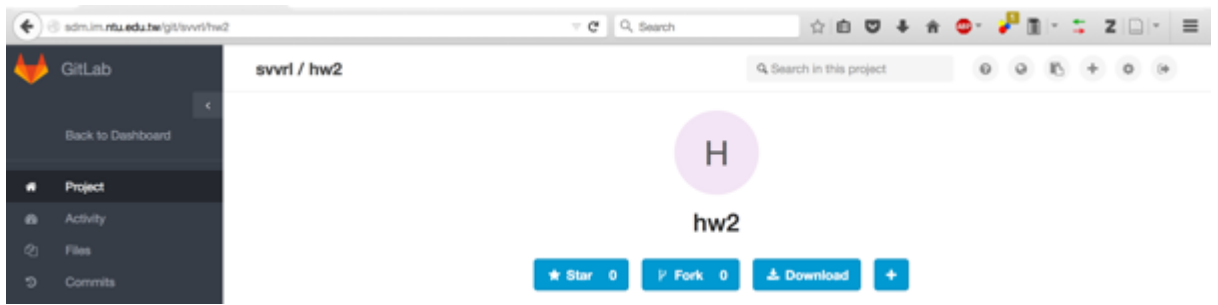 sdm.im.ntu.edu.tw/git/svvrl/hw2
Search
ABP
Z
GitLab
svvrl / hw2
Search in this project
Back to Dashboard
H
Project
Activity
hw2
Files
Star 0
Fork 0
Download
+
Commits